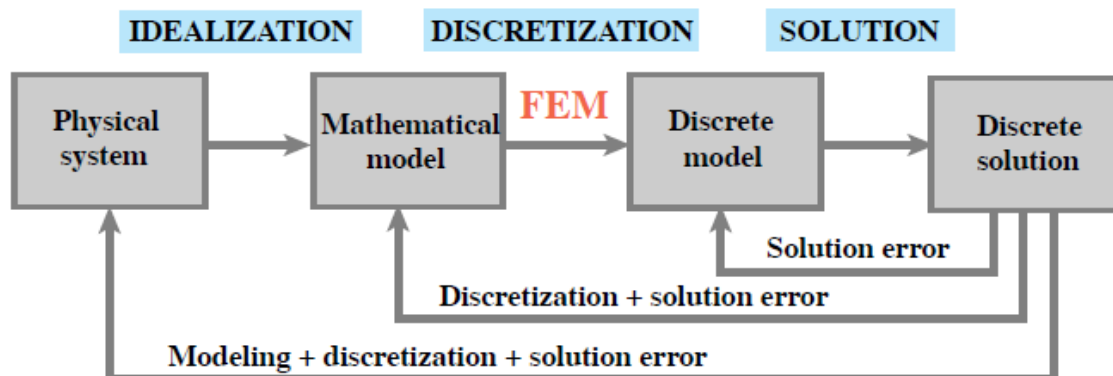 IDEALIZATION DISCRETIZATION SOLUTION
FEM
Physical
system
Mathematical
model
Discrete
model
Discrete
solution
Solution error
Discretization + solution error
Modeling + discretization + solution error